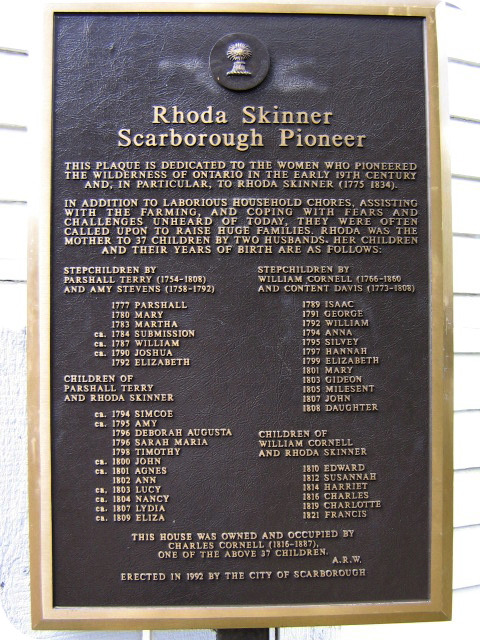 Rhoda Skinner
Scarborough Pioneer
THIS PLAQUE IS DEDICATED TO THE WOMEN WHO PIONEERED
THE WILDERNESS OF ONTARIO IN THE EARLY 19TH CENTURY
AND, IN PARTICULAR, TO RHODA SKINNER (1775 1834).
IN ADDITION TO LABORIOUS HOUSEHOLD CHORES, ASSISTING
WITH THE FARMING, AND COPING WITH FEARS AND
CHALLENGES UNHEARD OF TODAY, THEY WERE OFTEN
CALLED UPON TO RAISE HUGE FAMILIES. RHODA WAS THE
MOTHER TO 37 CHILDREN BY TWO HUSBANDS. HER CHILDREN
AND THEIR YEARS OF BIRTH ARE AS FOLLOWS:
STEPCHILDREN BY
PARSHALL TERRY (1754-1808)
AND AMY STEVENS (1758-1792)
1777 PARSHALL
1780 MARY
1783 MARTHA
ca. 1784 SUBMISSION
ca. 1787 WILLIAM
ca. 1790 JOSHUA
1792 ELIZABETH
CHILDREN OF
PARSHALL TERRY
AND RHODA SKINNER
ca. 1794 SIMCOE
ca. 1795 AMY
1796 DEBORAH AUGUSTA
1796 SARAH MARIA
1798 TIMOTHY
ca. 1800 JOHN
ca. 1801 AGNES
1802 ANN
ca. 1803 LUCY
ca. 1804 NANCY
ca. 1807 LYDIA
ca. 1809 ELIZA
STEPCHILDREN BY
WILLIAM CORNELL (1766-1860
AND CONTENT DAVIS (1773-1808)
1789 ISAAC
1791 GEORGE
1792 WILLIAM
1794 ANNA
1795 SILVEY
1797 HANNAH
1799 ELIZABETH
1801 MARY
1803 GIDEON
1805 MILESENT
1807 JOHN
1808 DAUGHTER
CHILDREN OF
WILLIAM CORNELL
AND RHODA SKINNER
1810 EDWARD
1812 SUSANNAH
1814 HARRIET
1816 CHARLES
1819 CHARLOTTE
1821 FRANCIS
THIS HOUSE WAS OWNED AND OCCUPIED BY
CHARLES CORNELL (1816-1887),
ONE OF THE ABOVE 37 CHILDREN.
A.R.W.
ERECTED IN 1992 BY THE CITY OF SCARBOROUGH